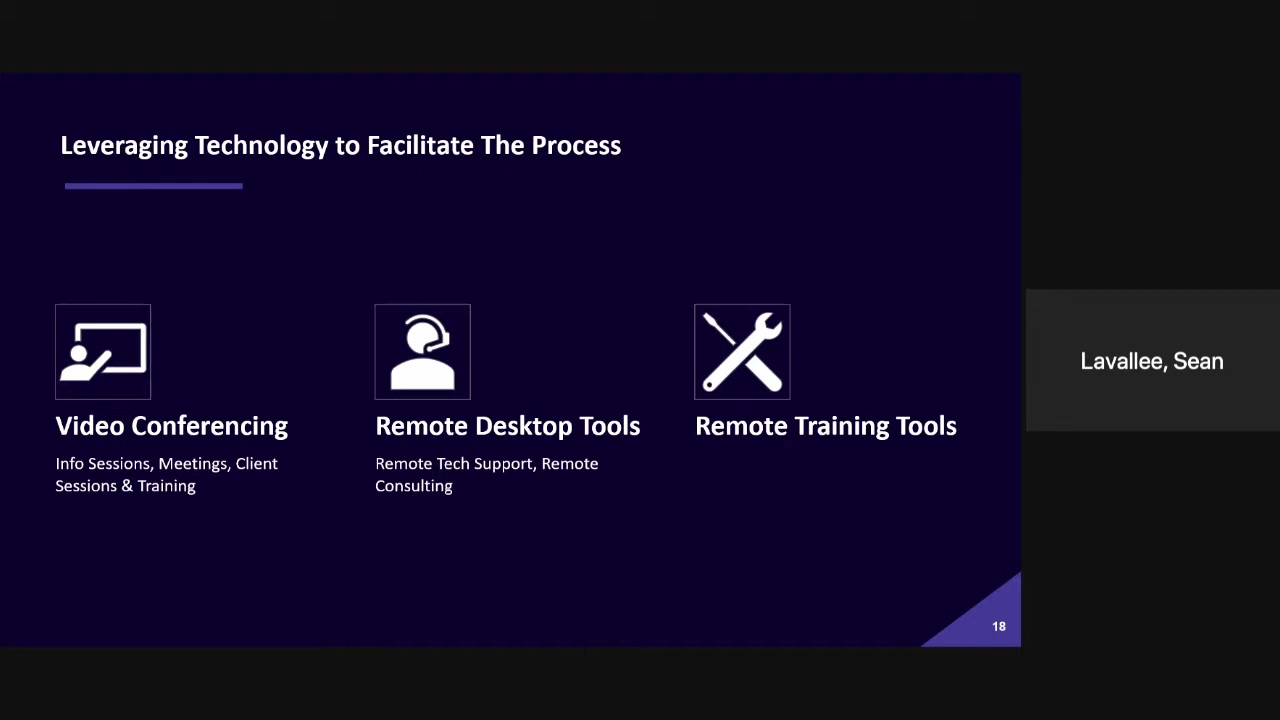 Leveraging Technology to Facilitate The Process
Lavallee, Sean
Video Conferencing
Info Sessions, Meetings, Client
Sessions & Training
Remote Desktop Tools
Remote Tech Support, Remote
Consulting
Remote Training Tools
18